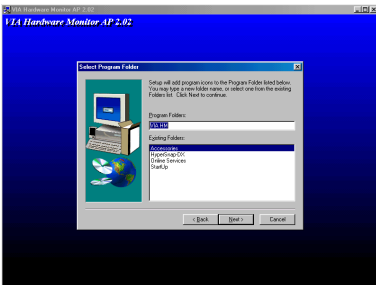 VIA Hardware Monitor AP 2.02
VIA Hardware Monitor AP 2.02
Select Program Folder
Setup will add program icons to the Program Folder listed below.
You may type a new folder name, or select one from the existing
Folders list. Click Next to continue.
Program Folders:
VIA HM
Existing Folders:
Accessories
HyperSnap-DX
Online Services
StartUp
< Back
Next >
Cancel